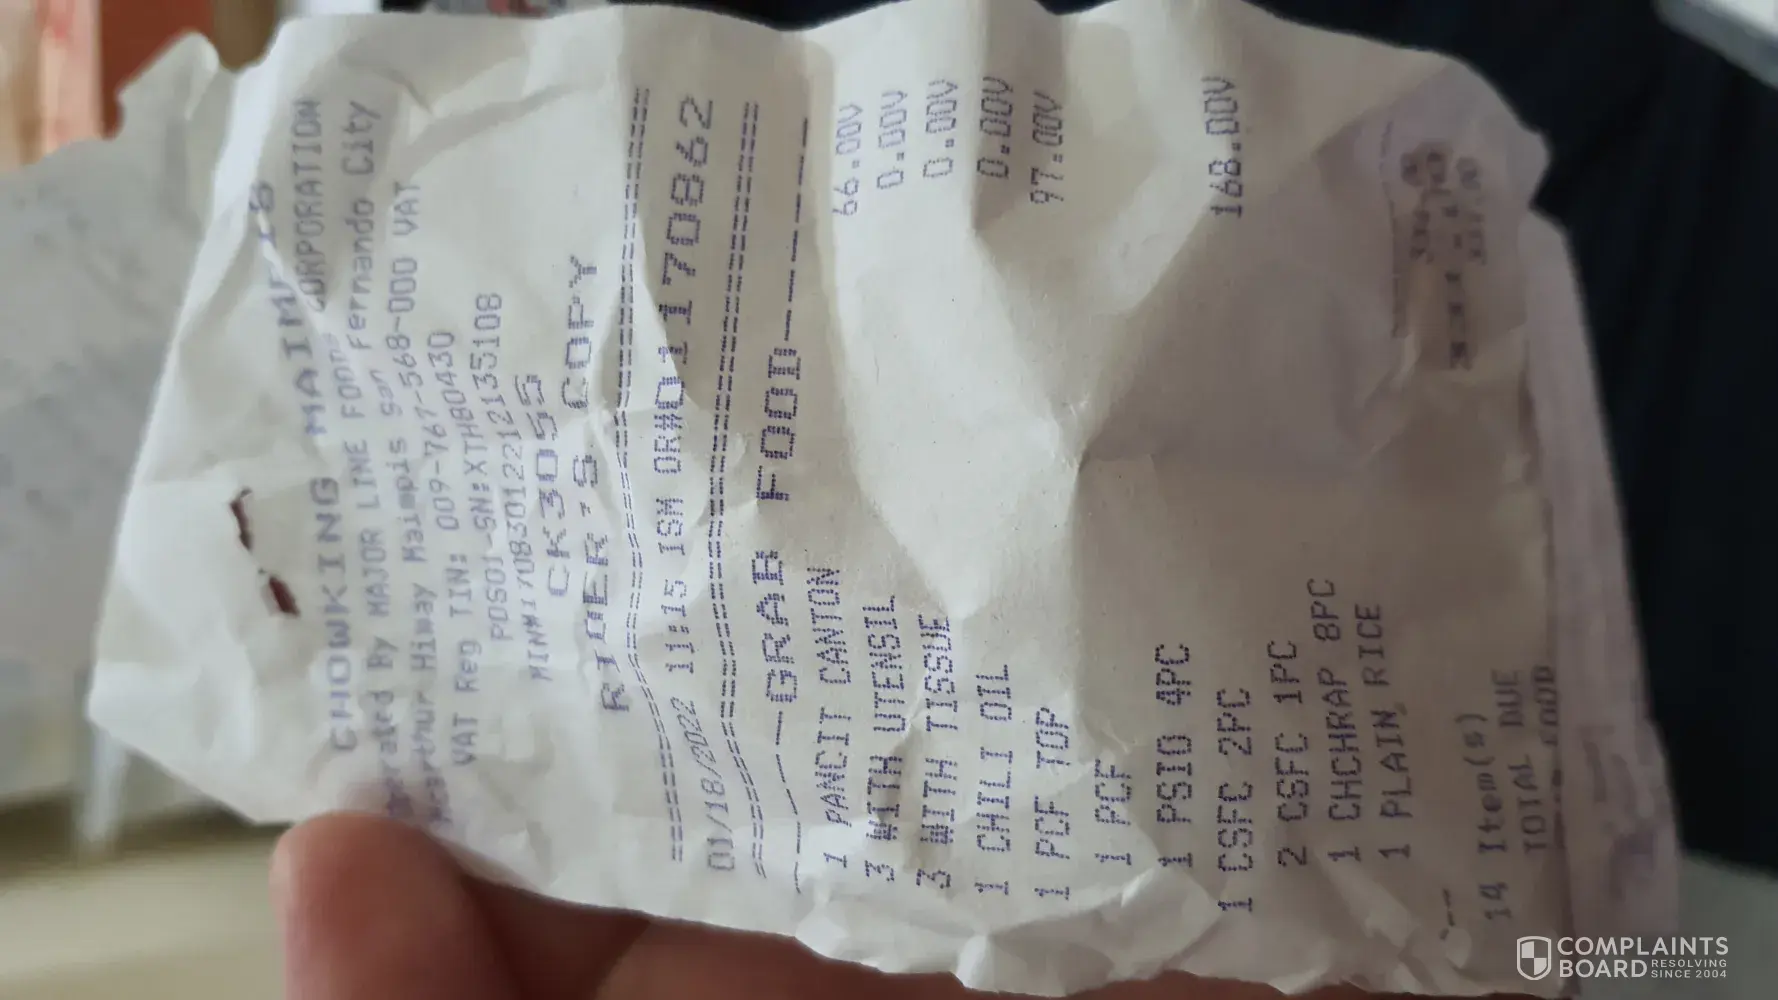 CHOWKING MAIMPIS
Operated By MAJOR LINE FOODS CORPORATION
McArthur Hiway Maimpis San Fernando City
VAT Reg TIN: 009-767-568-000 VAT
POS01-SN:XTH80430
MIN#17083012212135108
CK3055
RIDER'S COPY
01/18/2022 11:15 ISM OR#01170862
-----GRAB FOOD-----
1 PANCIT CANTON 66.00V
3 WITH UTENSIL 0.00V
3 WITH TISSUE 0.00V
1 CHILI OIL 0.00V
1 PCF TOP 97.00V
1 PCF
1 PSIO 4PC
1 CSFC 2PC 168.00V
2 CSFC 1PC
1 CHCHRAP 8PC
1 PLAIN RICE
14 Item(s)
TOTAL DUE
FOOD
COMPLAINTS
BOARD RESOLVING
SINCE 2004